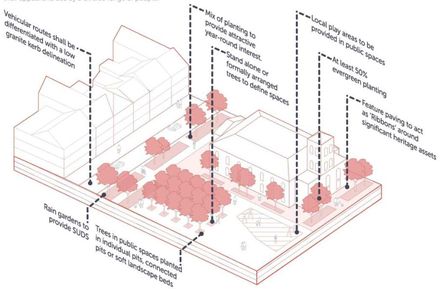 Vehicular routes shall be
differentiated with a low
granite kerb delineation
Mix of planting to
provide attractive
year-round interest.
Stand alone or
formally arranged
trees to define spaces
Local play areas to be
provided in public spaces
At least 50%
evergreen planting
Feature paving to act
as 'Ribbons' around
significant heritage assets
Rain gardens to
provide SUDS
Trees in public spaces planted
in individual pits, connected
pits or soft landscape beds